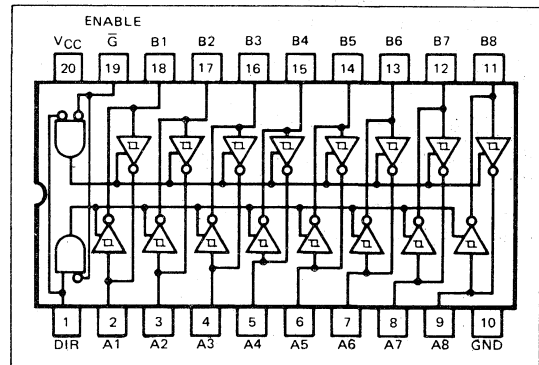 ENABLE
VCC G̅ B1 B2 B3 B4 B5 B6 B7 B8
20 19 18 17 16 15 14 13 12 11
1 2 3 4 5 6 7 8 9 10
DIR A1 A2 A3 A4 A5 A6 A7 A8 GND